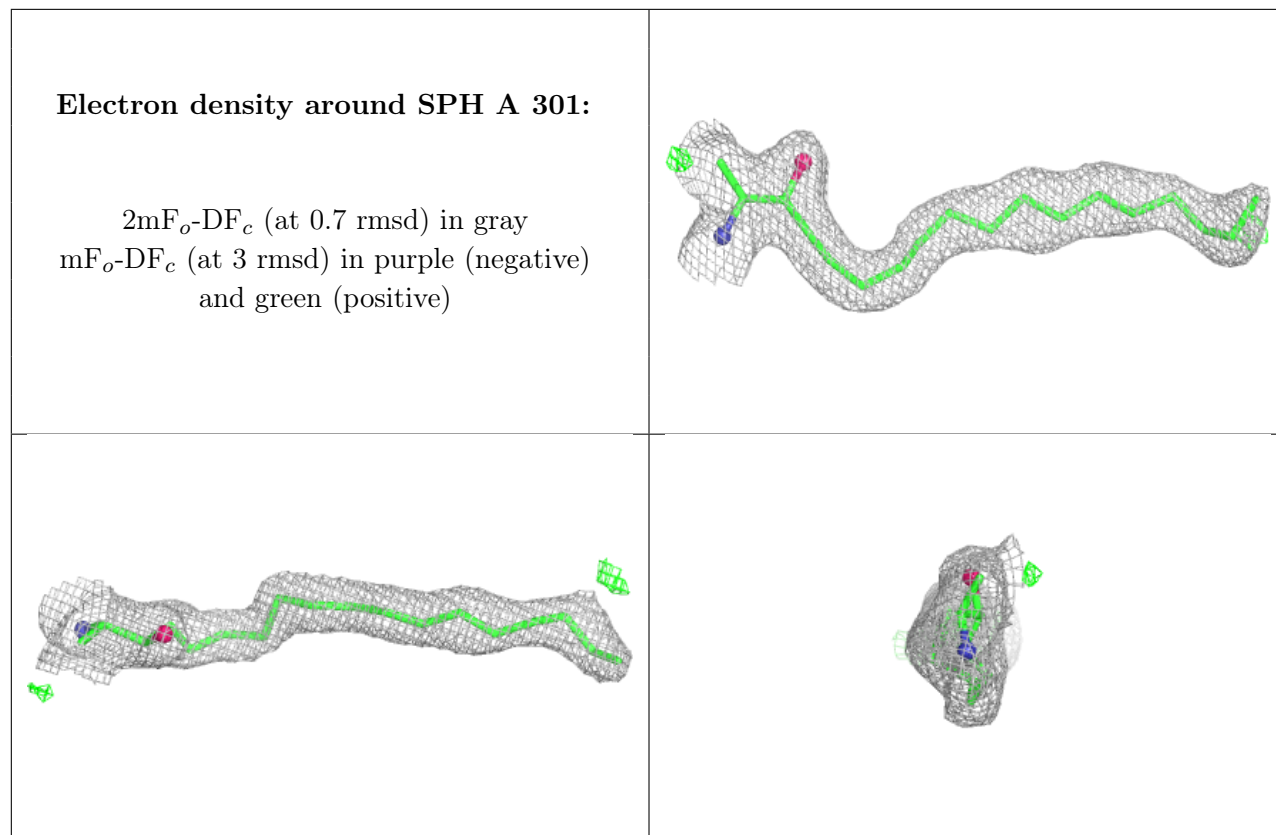 Electron density around SPH A 301:
2mFo-DFc (at 0.7 rmsd) in gray
mFo-DFc (at 3 rmsd) in purple (negative)
and green (positive)